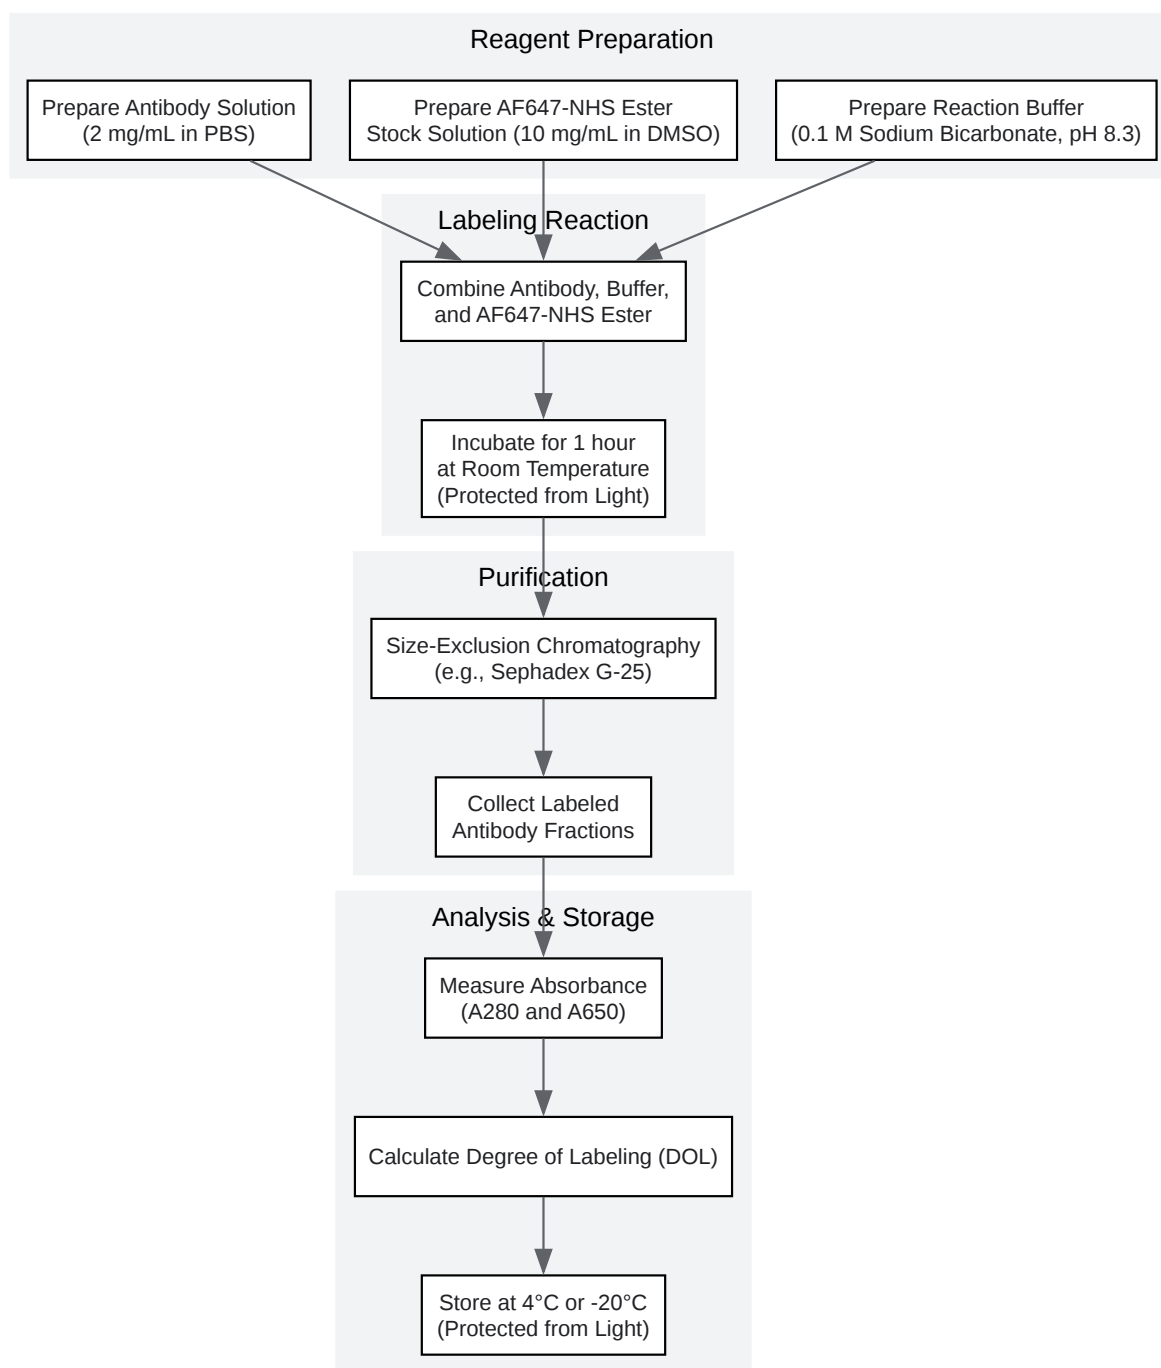 Reagent Preparation
Prepare Antibody Solution
(2 mg/mL in PBS)
Prepare AF647-NHS Ester
Stock Solution (10 mg/mL in DMSO)
Prepare Reaction Buffer
(0.1 M Sodium Bicarbonate, pH 8.3)
Labeling Reaction
Combine Antibody, Buffer,
and AF647-NHS Ester
Incubate for 1 hour
at Room Temperature
(Protected from Light)
Purification
Size-Exclusion Chromatography
(e.g., Sephadex G-25)
Collect Labeled
Antibody Fractions
Analysis & Storage
Measure Absorbance
(A280 and A650)
Calculate Degree of Labeling (DOL)
Store at 4°C or -20°C
(Protected from Light)